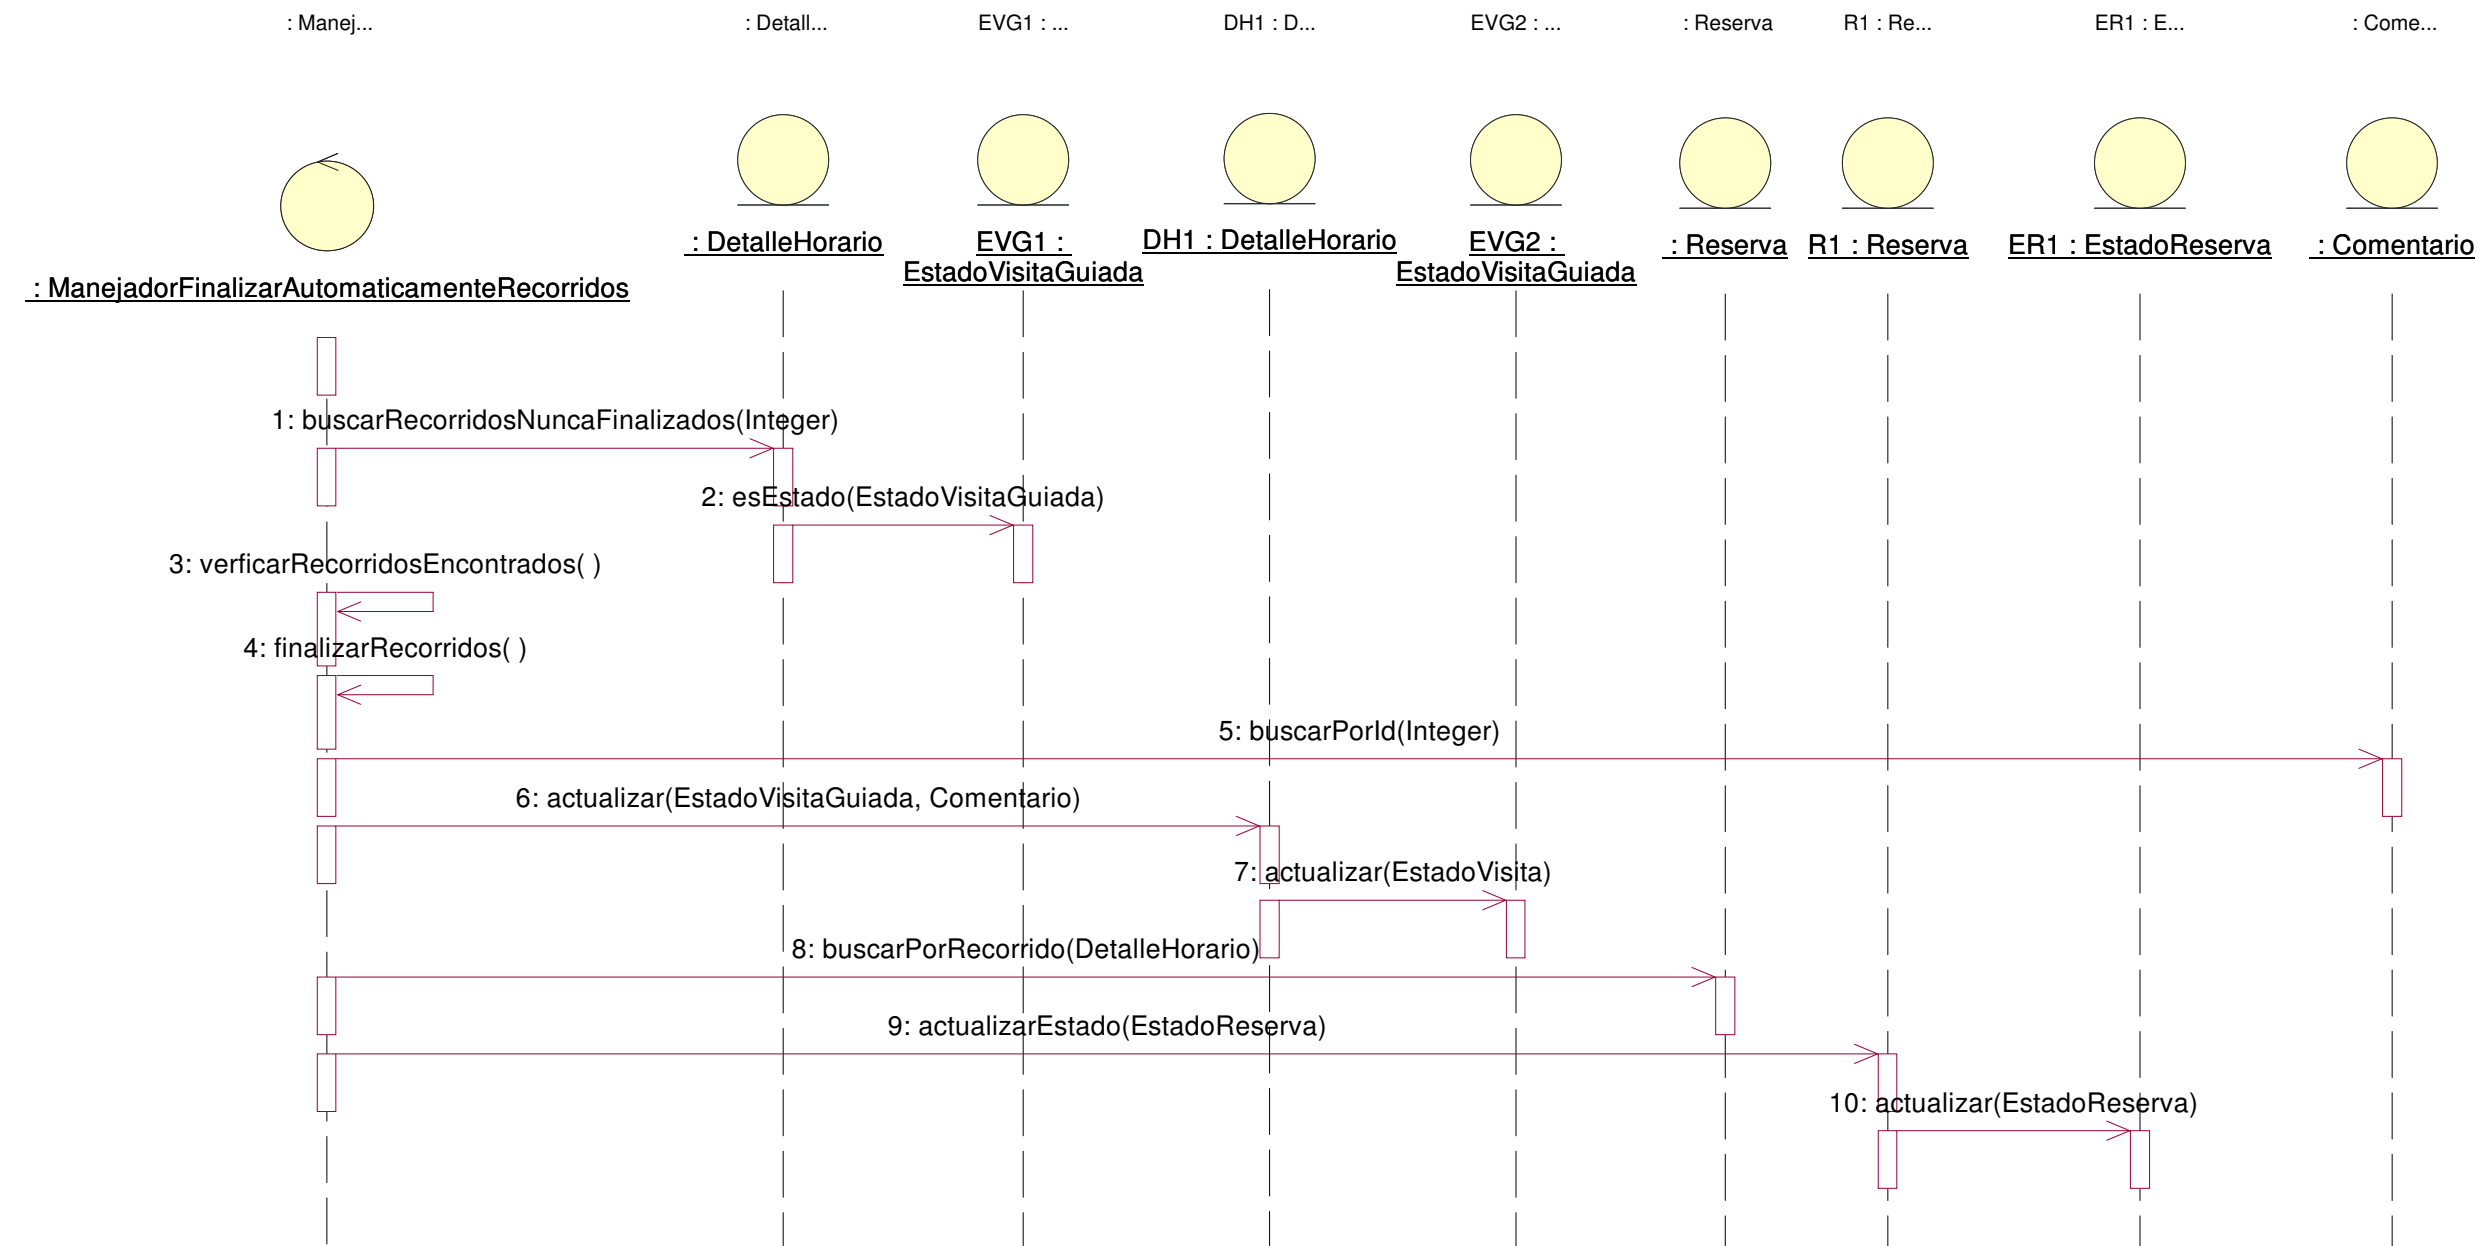 : Manej...
: Detall...
EVG1 : ...
DH1 : D...
EVG2 : ...
: Reserva
R1 : Re...
ER1 : E...
: Come...
: ManejadorFinalizarAutomaticamenteRecorridos
: DetalleHorario
EVG1 :
EstadoVisitaGuiada
DH1 : DetalleHorario
EVG2 :
EstadoVisitaGuiada
: Reserva
R1 : Reserva
ER1 : EstadoReserva
: Comentario
1: buscarRecorridosNuncaFinalizados(Integer)
2: esEstado(EstadoVisitaGuiada)
3: verficarRecorridosEncontrados( )
4: finalizarRecorridos( )
5: buscarPorId(Integer)
6: actualizar(EstadoVisitaGuiada, Comentario)
7: actualizar(EstadoVisita)
8: buscarPorRecorrido(DetalleHorario)
9: actualizarEstado(EstadoReserva)
10: actualizar(EstadoReserva)